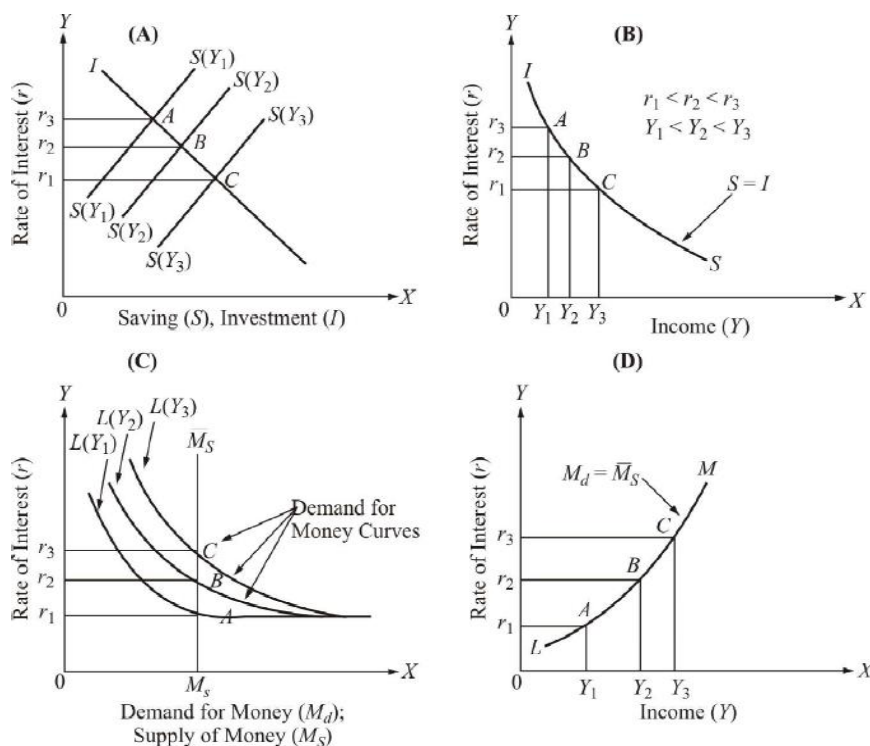 (A)
Y
Rate of Interest (r)
I
S(Y₁)
S(Y₂)
S(Y₃)
r₃
r₂
r₁
A
B
C
S(Y₁)
S(Y₂)
S(Y₃)
0
X
Saving (S), Investment (I)
(B)
Y
Rate of Interest (r)
I
r₁ < r₂ < r₃
Y₁ < Y₂ < Y₃
r₃
r₂
r₁
A
B
C
S = I
S
0
Y₁ Y₂ Y₃
X
Income (Y)
(C)
Y
Rate of Interest (r)
L(Y₁)
L(Y₂)
L(Y₃)
M̅S
Demand for
Money Curves
r₃
r₂
r₁
C
B
A
0
Mₛ
X
Demand for Money (Md);
Supply of Money (MS)
(D)
Y
Rate of Interest (r)
Md = M̅S
M
r₃
r₂
r₁
C
B
A
L
0
Y₁ Y₂ Y₃
X
Income (Y)